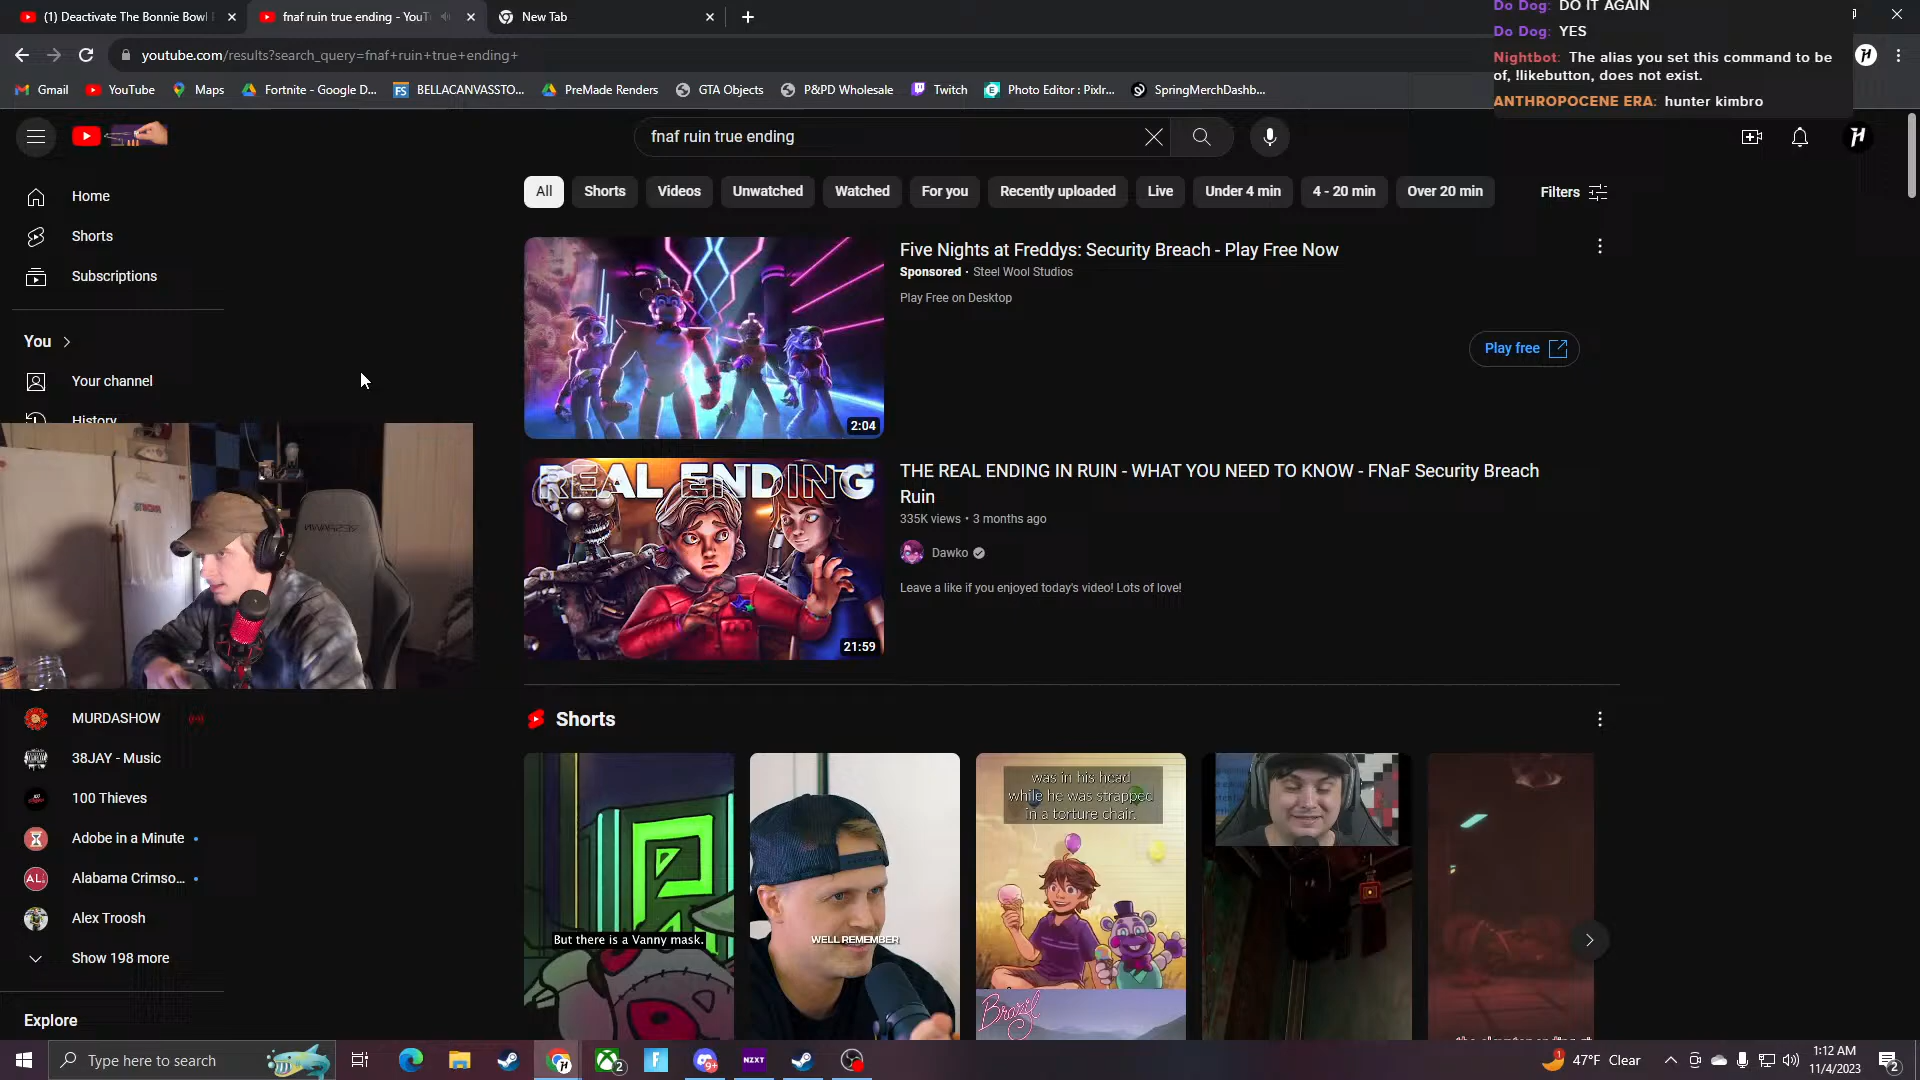 (1) Deactivate The Bonnie Bowl
fnaf ruin true ending - YouT
New Tab
youtube.com/results?search_query=fnaf+ruin+true+ending+
Gmail
YouTube
Maps
Fortnite - Google D...
BELLACANVASSTO...
PreMade Renders
GTA Objects
P&PD Wholesale
Twitch
Photo Editor : Pixlr...
SpringMerchDashb...
Do Dog: DO IT AGAIN
Do Dog: YES
Nightbot: The alias you set this command to be
of, !likebutton, does not exist.
ANTHROPOCENE ERA: hunter kimbro
fnaf ruin true ending
All
Shorts
Videos
Unwatched
Watched
For you
Recently uploaded
Live
Under 4 min
4 - 20 min
Over 20 min
Filters
Home
Shorts
Subscriptions
You
Your channel
History
Five Nights at Freddys: Security Breach - Play Free Now
Sponsored · Steel Wool Studios
Play Free on Desktop
Play free
2:04
REAL ENDING
21:59
THE REAL ENDING IN RUIN - WHAT YOU NEED TO KNOW - FNaF Security Breach
Ruin
335K views • 3 months ago
Dawko
Leave a like if you enjoyed today's video! Lots of love!
MURDASHOW
38JAY - Music
100 Thieves
Adobe in a Minute
AL
Alabama Crimso...
Alex Troosh
Show 198 more
Explore
Shorts
But there is a Vanny mask.
WELL REMEMBER
was in his head
while he was strapped
in a torture chair.
Brazil
Type here to search
NZXT
9+
2
47°F Clear
1:12 AM
11/4/2023
2